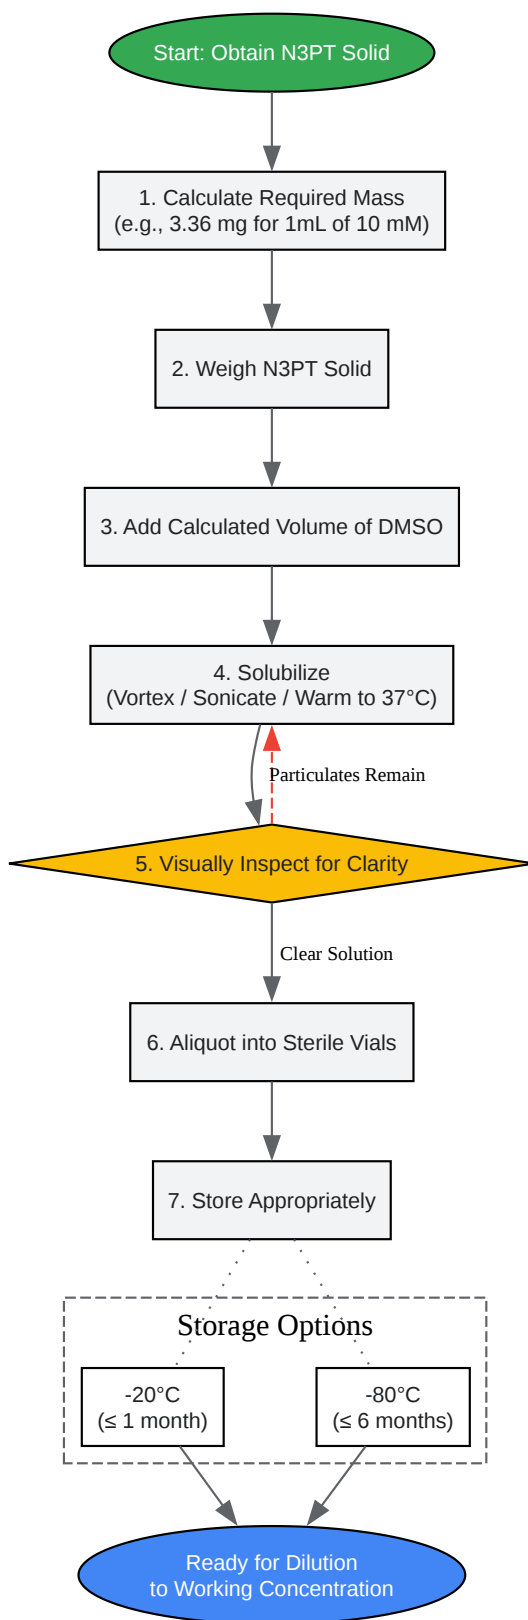 Start: Obtain N3PT Solid
1. Calculate Required Mass
(e.g., 3.36 mg for 1mL of 10 mM)
2. Weigh N3PT Solid
3. Add Calculated Volume of DMSO
4. Solubilize
(Vortex / Sonicate / Warm to 37°C)
Particulates Remain
5. Visually Inspect for Clarity
Clear Solution
6. Aliquot into Sterile Vials
7. Store Appropriately
Storage Options
-20°C
(≤ 1 month)
-80°C
(≤ 6 months)
Ready for Dilution
to Working Concentration